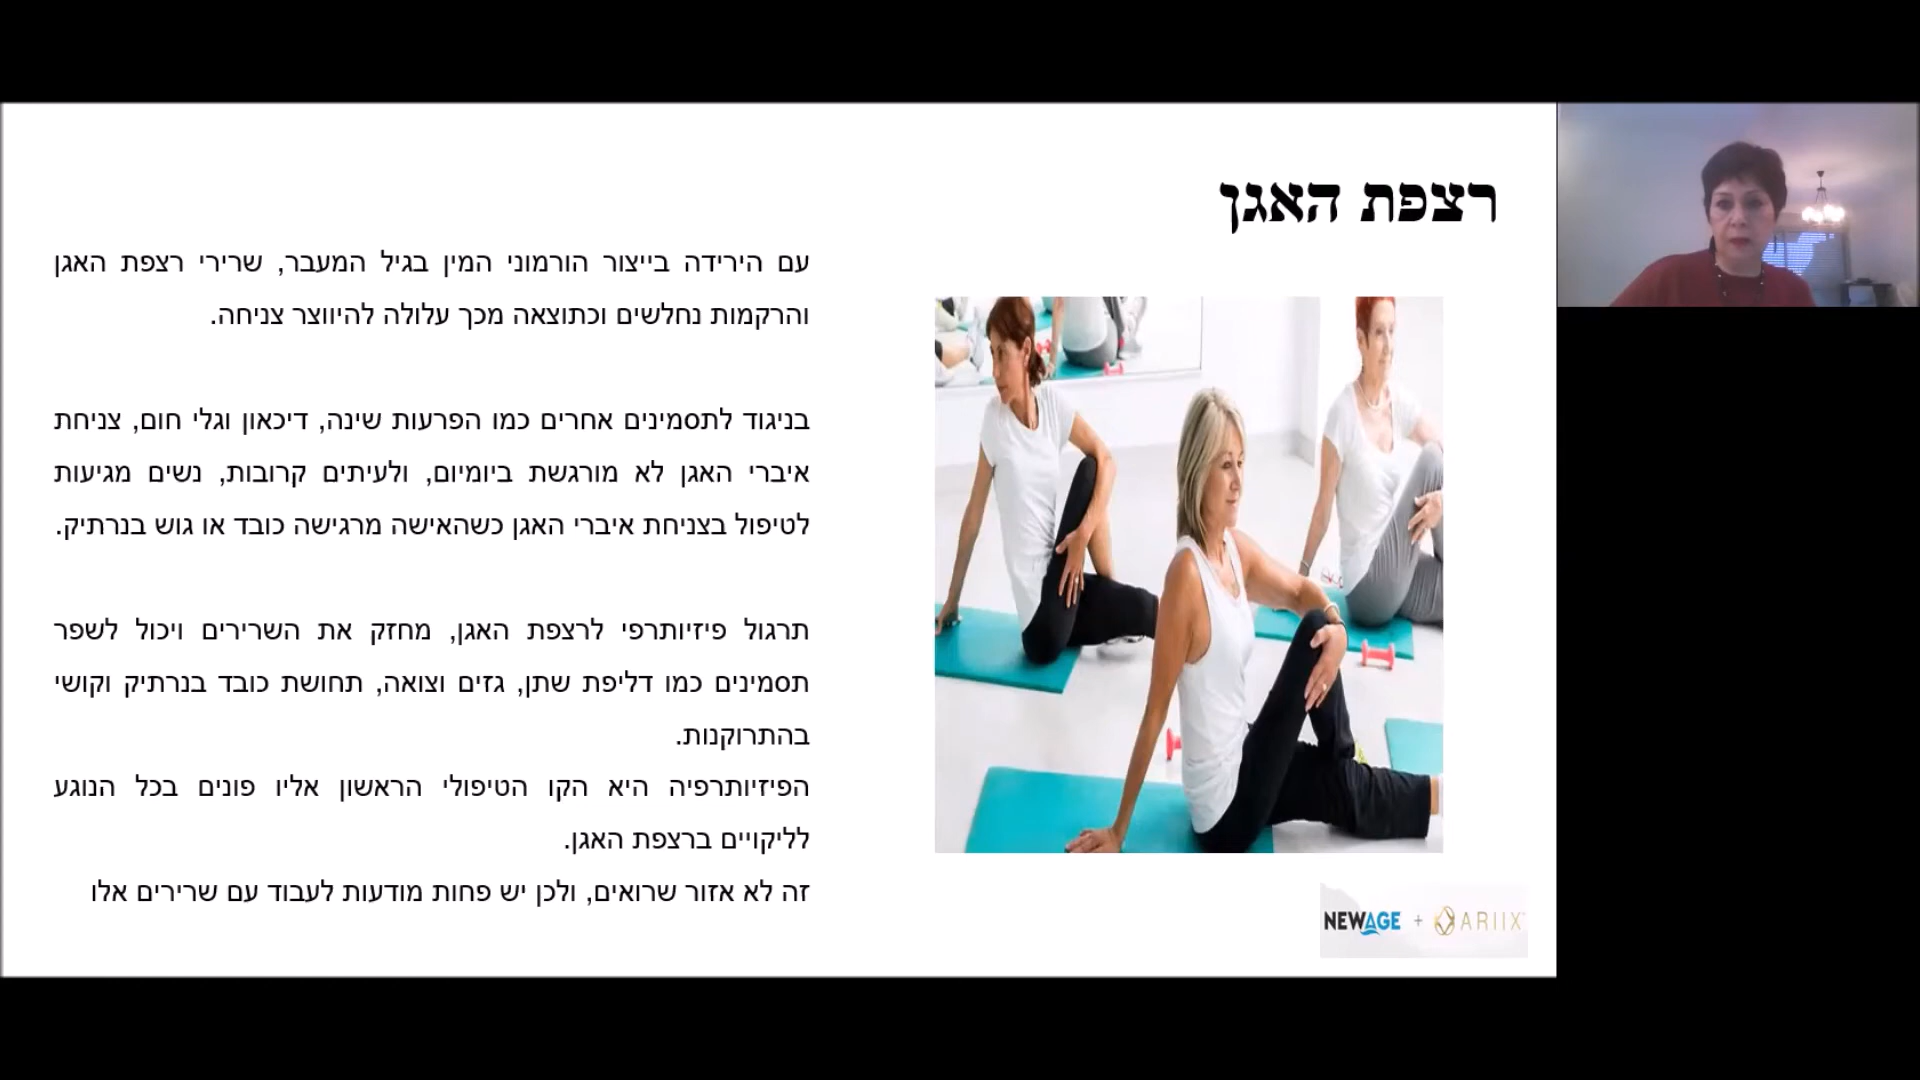 רצפת האגן
עם הירידה בייצור הורמוני המין בגיל המעבר, שרירי רצפת האגן
והרקמות נחלשים וכתוצאה מכך עלולה להיווצר צניחה.
בניגוד לתסמינים אחרים כמו הפרעות שינה, דיכאון וגלי חום, צניחת
איברי האגן לא מורגשת ביומיום, ולעיתים קרובות, נשים מגיעות
לטיפול בצניחת איברי האגן כשהאישה מרגישה כובד או גוש בנרתיק.
תרגול פיזיותרפי לרצפת האגן, מחזק את השרירים ויכול לשפר
תסמינים כמו דליפת שתן, גזים וצואה, תחושת כובד בנרתיק וקושי
בהתרוקנות.
הפיזיותרפיה היא הקו הטיפולי הראשון אליו פונים בכל הנוגע
לליקויים ברצפת האגן.
זה לא אזור שרואים, ולכן יש פחות מודעות לעבוד עם שרירים אלו
NEWAGE + ARIIX